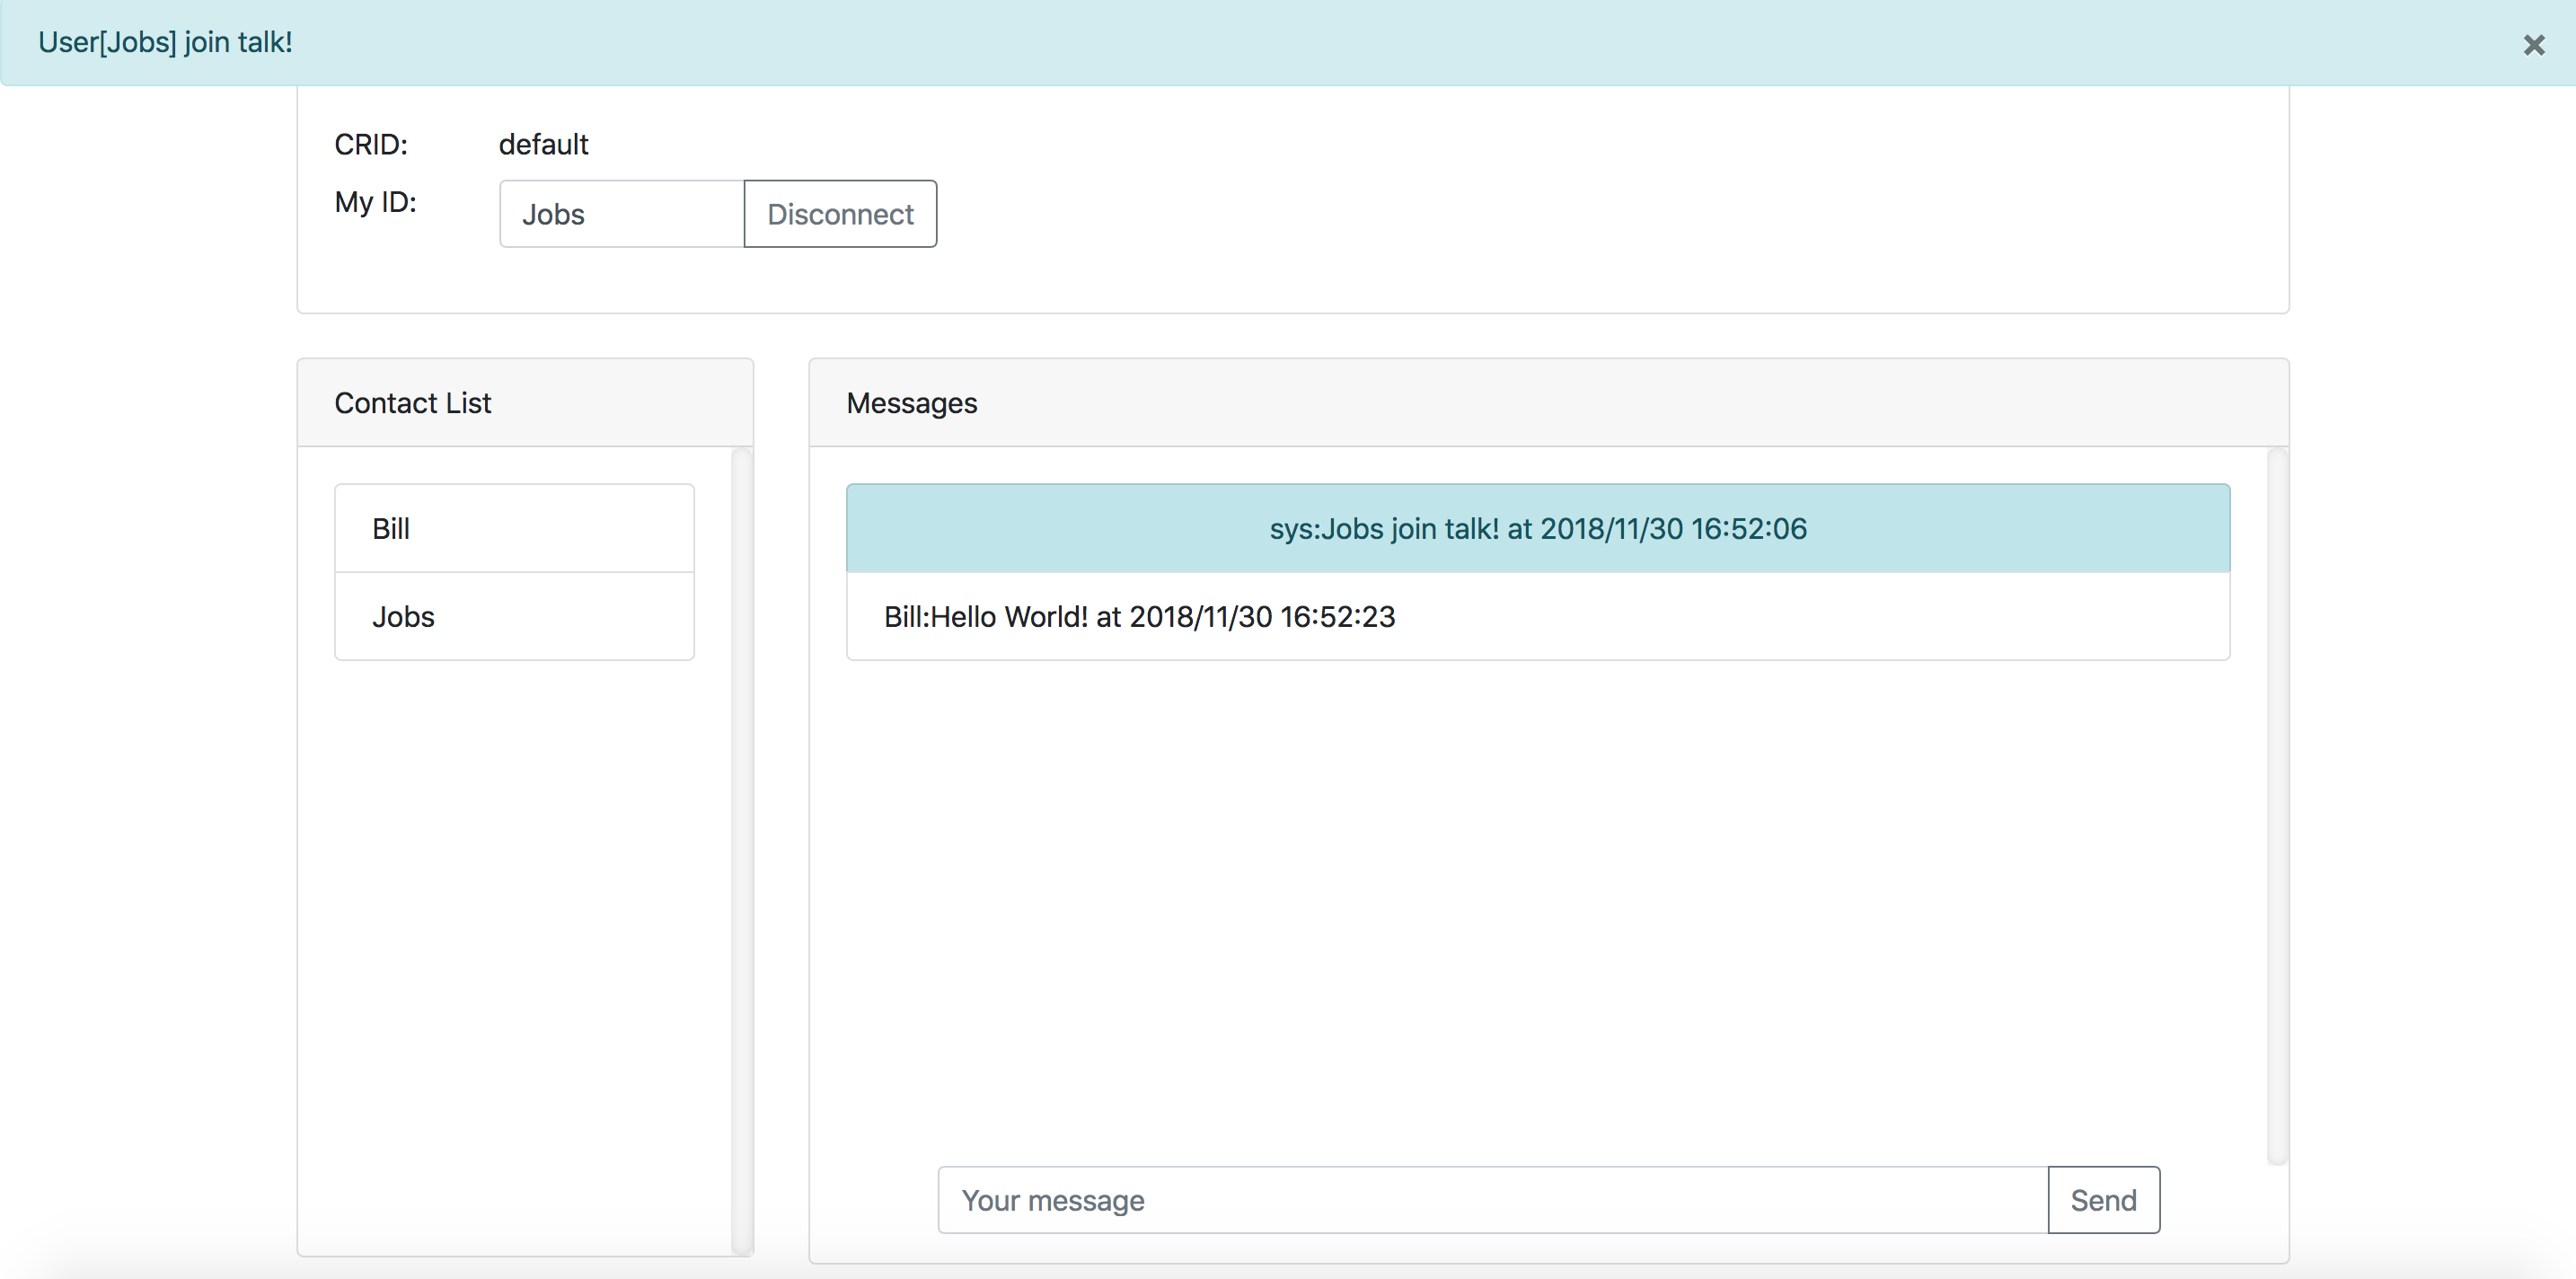 User[Jobs] join talk!
×
CRID: default
My ID: Jobs Disconnect
Contact List
Bill
Jobs
Messages
sys:Jobs join talk! at 2018/11/30 16:52:06
Bill:Hello World! at 2018/11/30 16:52:23
Your message Send